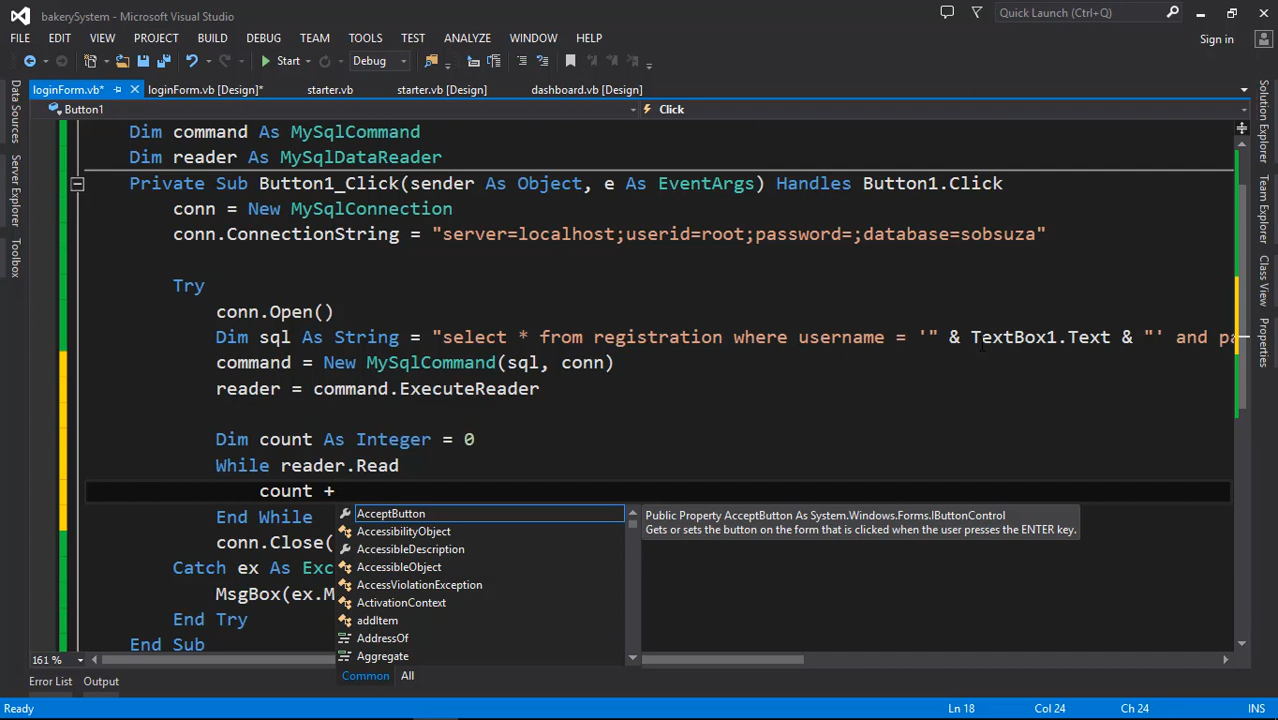 bakerySystem - Microsoft Visual Studio
Quick Launch (Ctrl+Q)
FILE EDIT VIEW PROJECT BUILD DEBUG TEAM TOOLS TEST ANALYZE WINDOW HELP
Sign in
Start
Debug
loginForm.vb*
loginForm.vb [Design]*
starter.vb
starter.vb [Design]
dashboard.vb [Design]
Button1
Click
Data Sources
Server Explorer
Toolbox
Solution Explorer
Team Explorer
Class View
Properties
Dim command As MySqlCommand
Dim reader As MySqlDataReader
Private Sub Button1_Click(sender As Object, e As EventArgs) Handles Button1.Click
conn = New MySqlConnection
conn.ConnectionString = "server=localhost;userid=root;password=;database=sobsuza"
Try
conn.Open()
Dim sql As String = "select * from registration where username = '" & TextBox1.Text & "' and pa
command = New MySqlCommand(sql, conn)
reader = command.ExecuteReader
Dim count As Integer = 0
While reader.Read
count +
End While
conn.Close(
Catch ex As Exc
MsgBox(ex.M
End Try
End Sub
AcceptButton
AccessibilityObject
AccessibleDescription
AccessibleObject
AccessViolationException
ActivationContext
addItem
AddressOf
Aggregate
Common All
Public Property AcceptButton As System.Windows.Forms.IButtonControl
Gets or sets the button on the form that is clicked when the user presses the ENTER key.
161 %
Error List Output
Ready
Ln 18 Col 24 Ch 24 INS